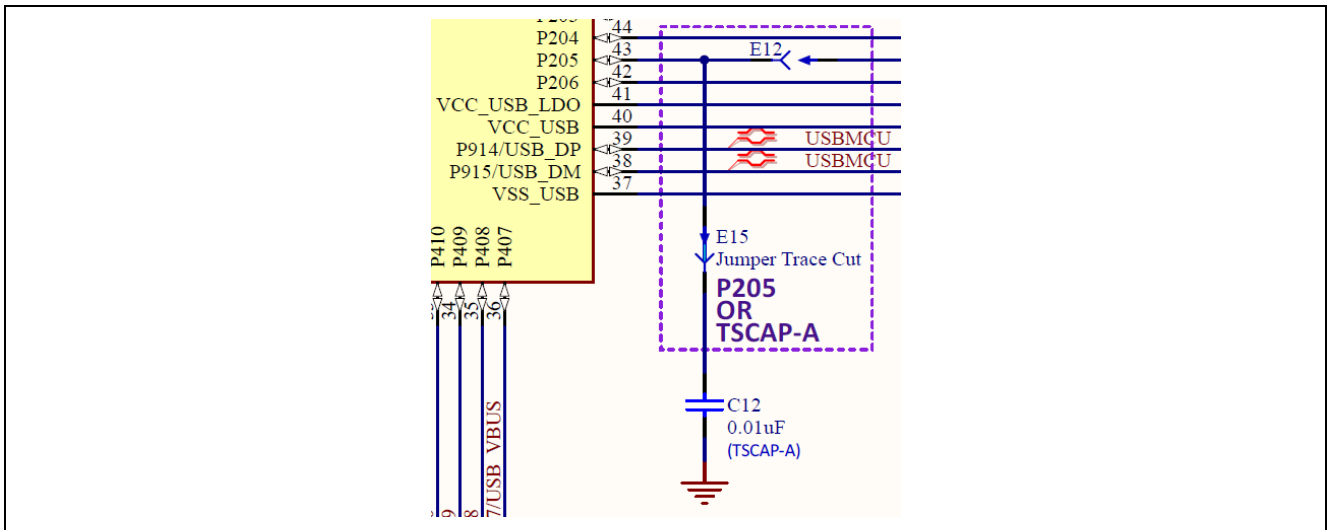 44
P204
43
P205
E12
42
P206
41
VCC_USB_LDO
40
VCC_USB
39
P914/USB_DP
USBMCU
38
P915/USB_DM
USBMCU
37
VSS_USB
P410
P409
P408
P407
E15
Jumper Trace Cut
P205
OR
TSCAP-A
34
35
36
C12
0.01uF
(TSCAP-A)
7/USB_VBUS